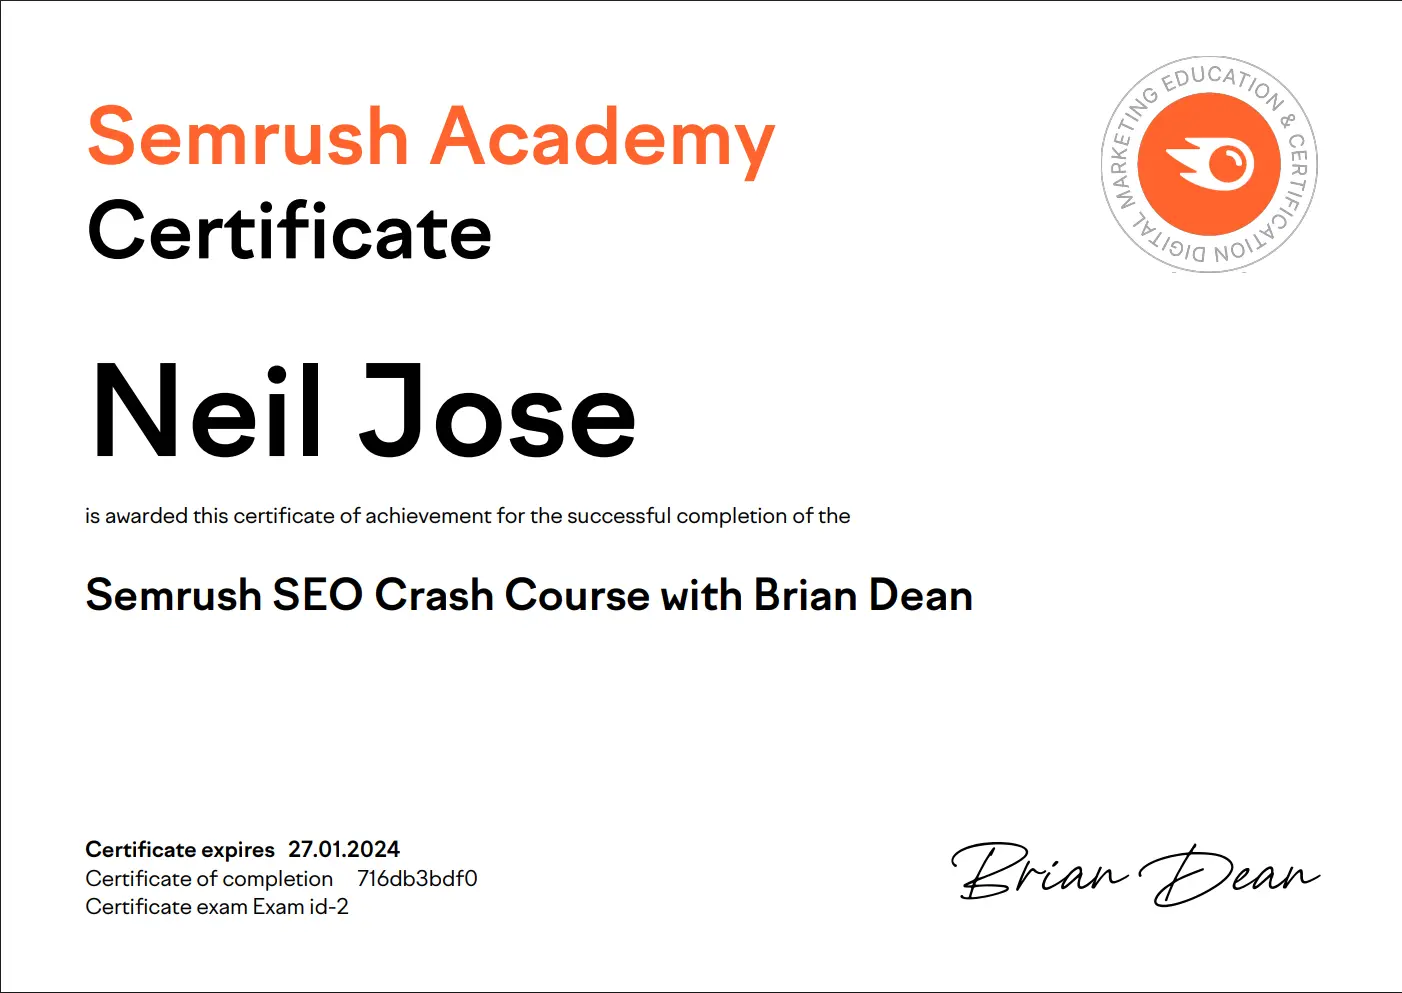 Semrush Academy
Certificate
DIGITAL MARKETING EDUCATION & CERTIFICATION
Neil Jose
is awarded this certificate of achievement for the successful completion of the
Semrush SEO Crash Course with Brian Dean
Certificate expires 27.01.2024
Certificate of completion 716db3bdf0
Certificate exam Exam id-2
Brian Dean